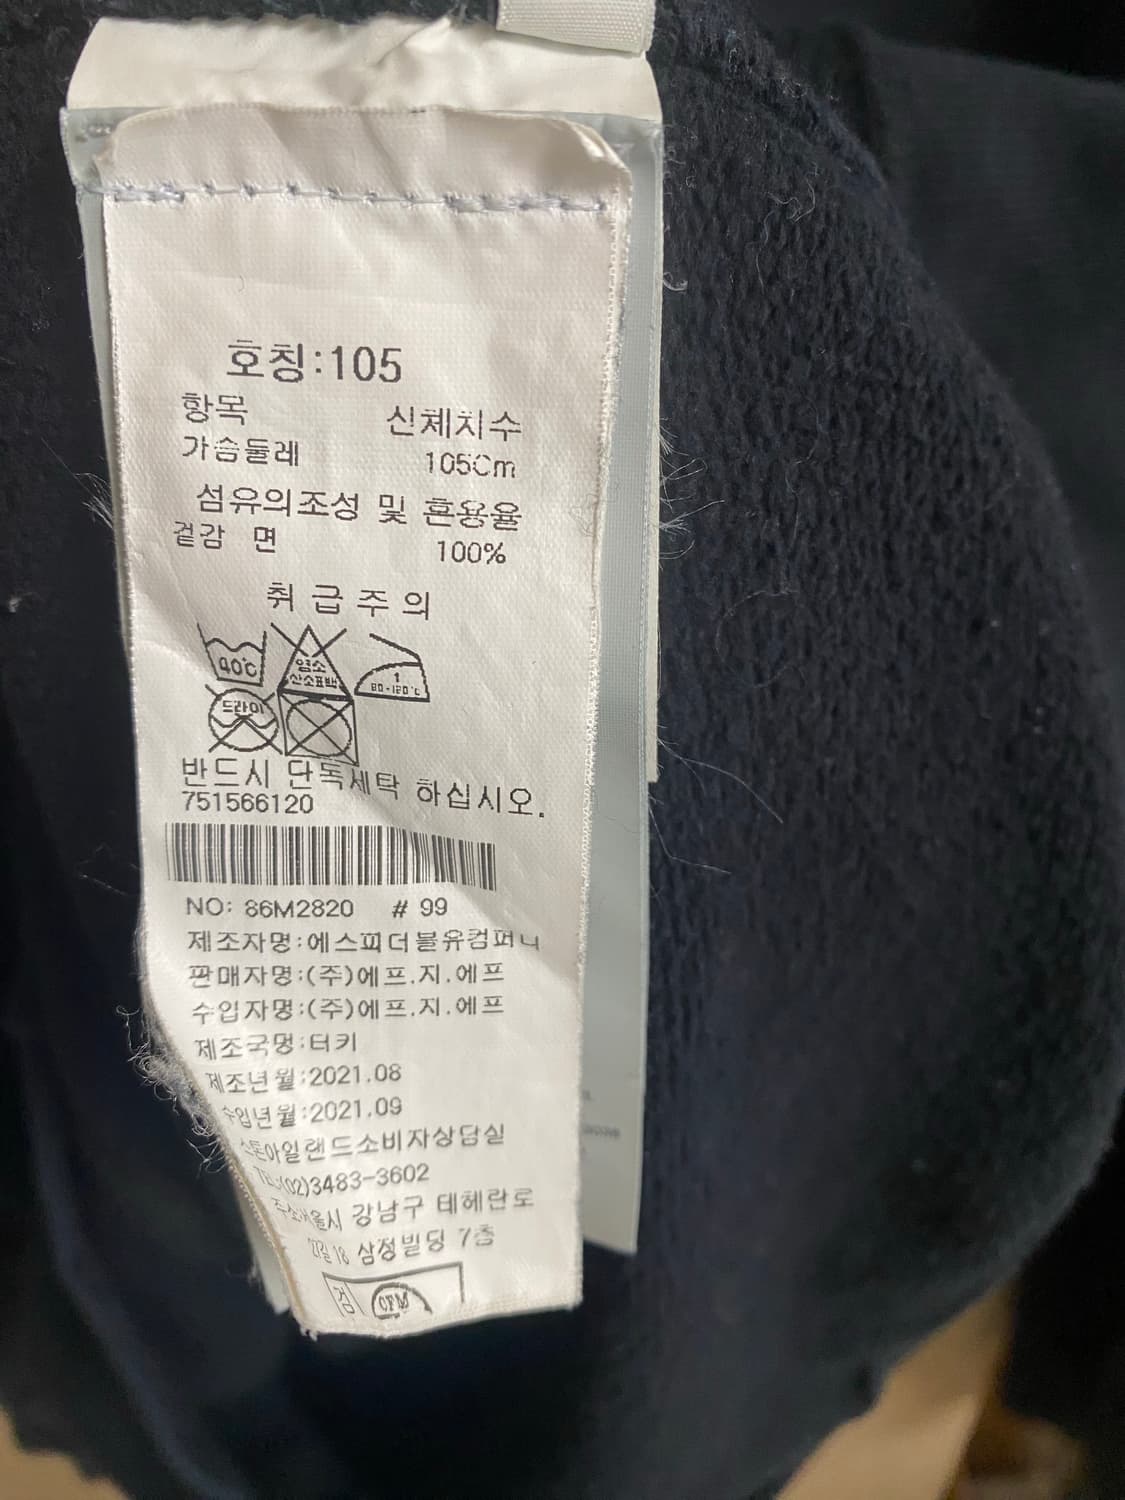 호칭:105
항목 신체치수
가슴둘레 105Cm
섬유의조성 및 혼용율
겉감 면 100%
취급주의
40℃ 염소 산소표백 1 80-120℃
드라이
반드시 단독세탁 하십시오.
751566120
NO: 86M2820 # 99
제조자명:에스피더블유컴퍼니
판매자명:(주)에프.지.에프
수입자명:(주)에프.지.에프
제조국명:터키
제조년월:2021.08
수입년월:2021.09
스톤아일랜드소비자상담실
TEL:(02)3483-3602
강남구 테헤란로
18 삼정빌딩 7층
검 CFM